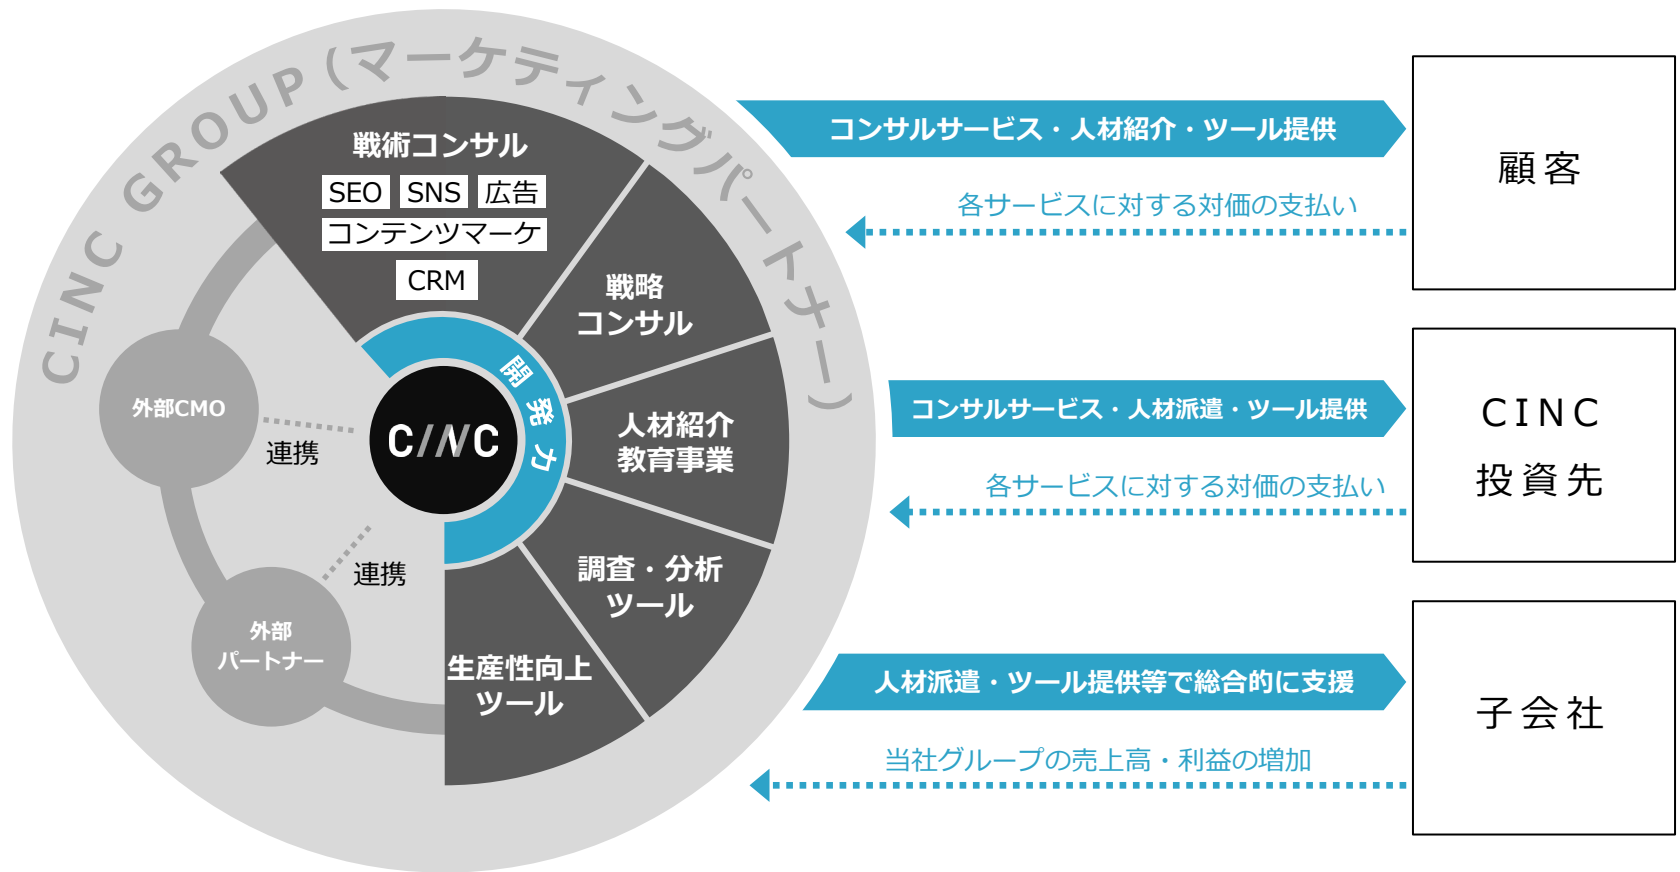 CINC GROUP（マーケティングパートナー）
戦術コンサル
SEO SNS 広告
コンテンツマーケ
CRM
戦略
コンサル
人材紹介
教育事業
調査・分析
ツール
生産性向上
ツール
開発力
CINC
外部CMO
連携
連携
外部
パートナー
コンサルサービス・人材紹介・ツール提供
各サービスに対する対価の支払い
顧客
コンサルサービス・人材派遣・ツール提供
各サービスに対する対価の支払い
CINC
投資先
人材派遣・ツール提供等で総合的に支援
当社グループの売上高・利益の増加
子会社